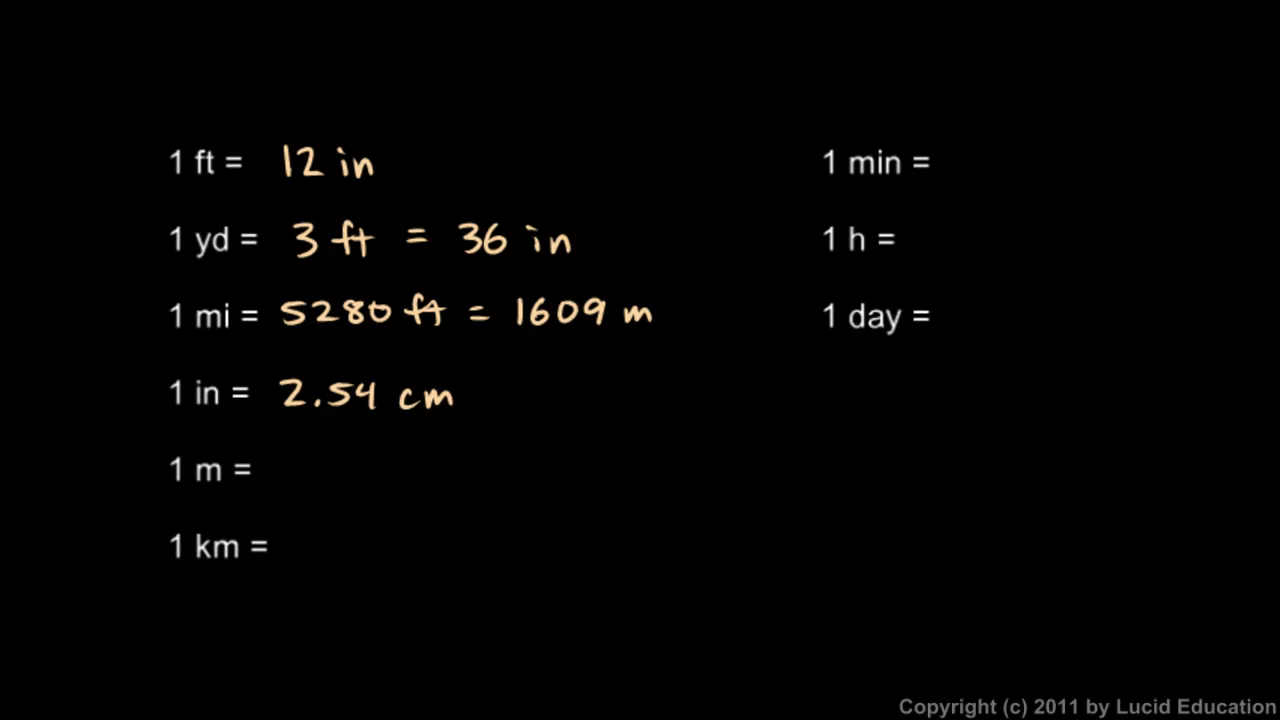 1 ft = 12 in
1 yd = 3 ft = 36 in
1 mi = 5280 ft = 1609 m
1 in = 2.54 cm
1 m =
1 km =
1 min =
1 h =
1 day =
Copyright (c) 2011 by Lucid Education